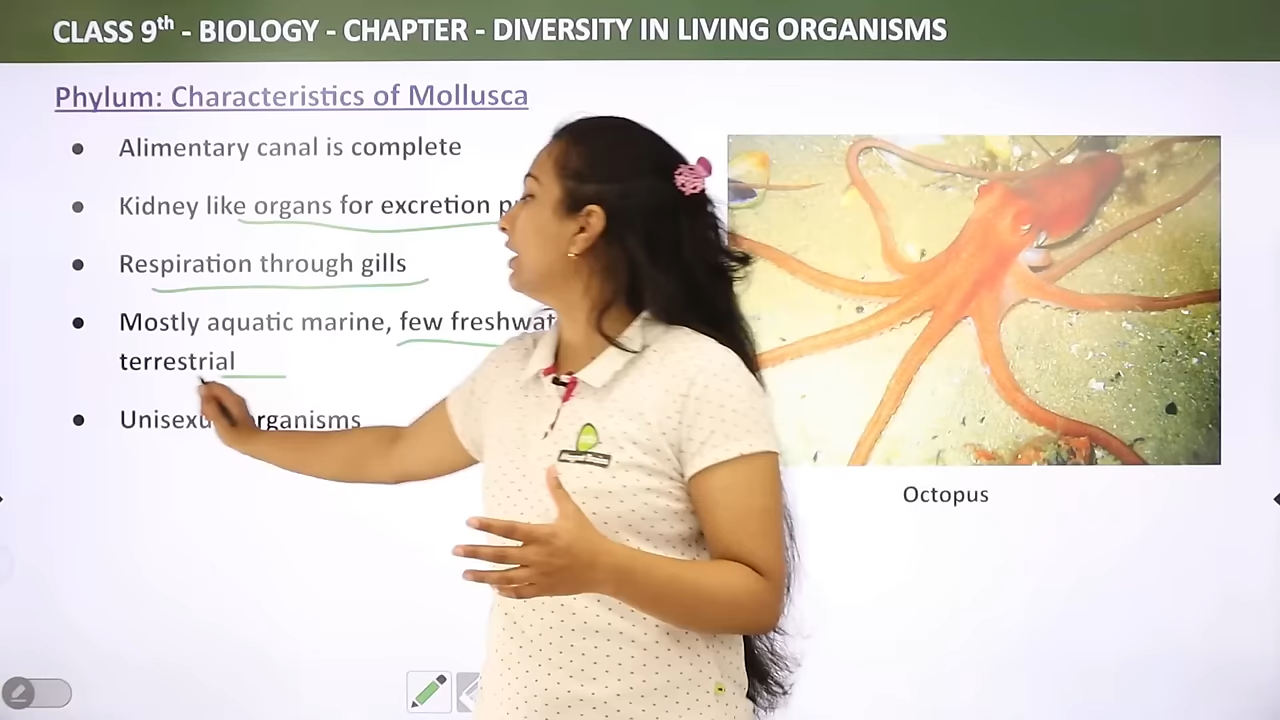 CLASS 9th - BIOLOGY - CHAPTER - DIVERSITY IN LIVING ORGANISMS
Phylum: Characteristics of Mollusca
● Alimentary canal is complete
● Kidney like organs for excretion
● Respiration through gills
● Mostly aquatic marine, few
terrestrial
●
Octopus